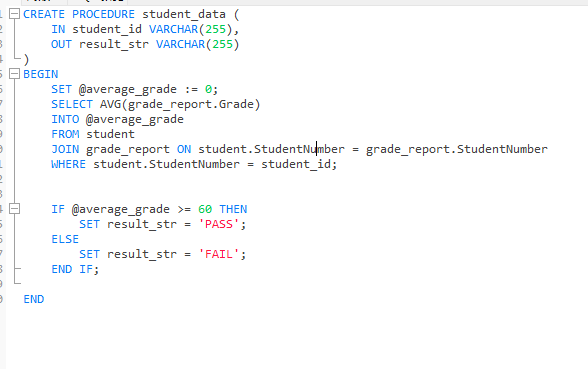 CREATE PROCEDURE student_data (
IN student_id VARCHAR(255),
OUT result_str VARCHAR(255)
)
BEGIN
SET @average_grade := 0;
SELECT AVG(grade_report.Grade)
INTO @average_grade
FROM student
JOIN grade_report ON student.StudentNumber = grade_report.StudentNumber
WHERE student.StudentNumber = student_id;
IF @average_grade >= 60 THEN
SET result_str = 'PASS';
ELSE
SET result_str = 'FAIL';
END IF;
END